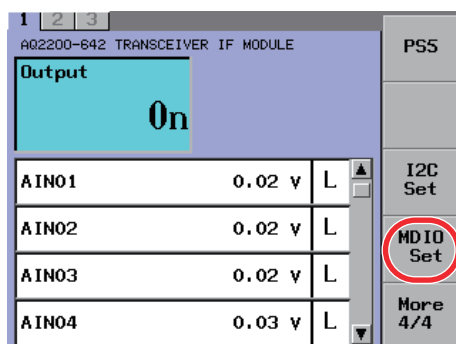 1 2 3
AQ2200-642 TRANSCEIVER IF MODULE
Output
On
AIN01 0.02 V L
AIN02 0.02 V L
AIN03 0.02 V L
AIN04 0.03 V L
PS5
I2C
Set
MDIO
Set
More
4/4